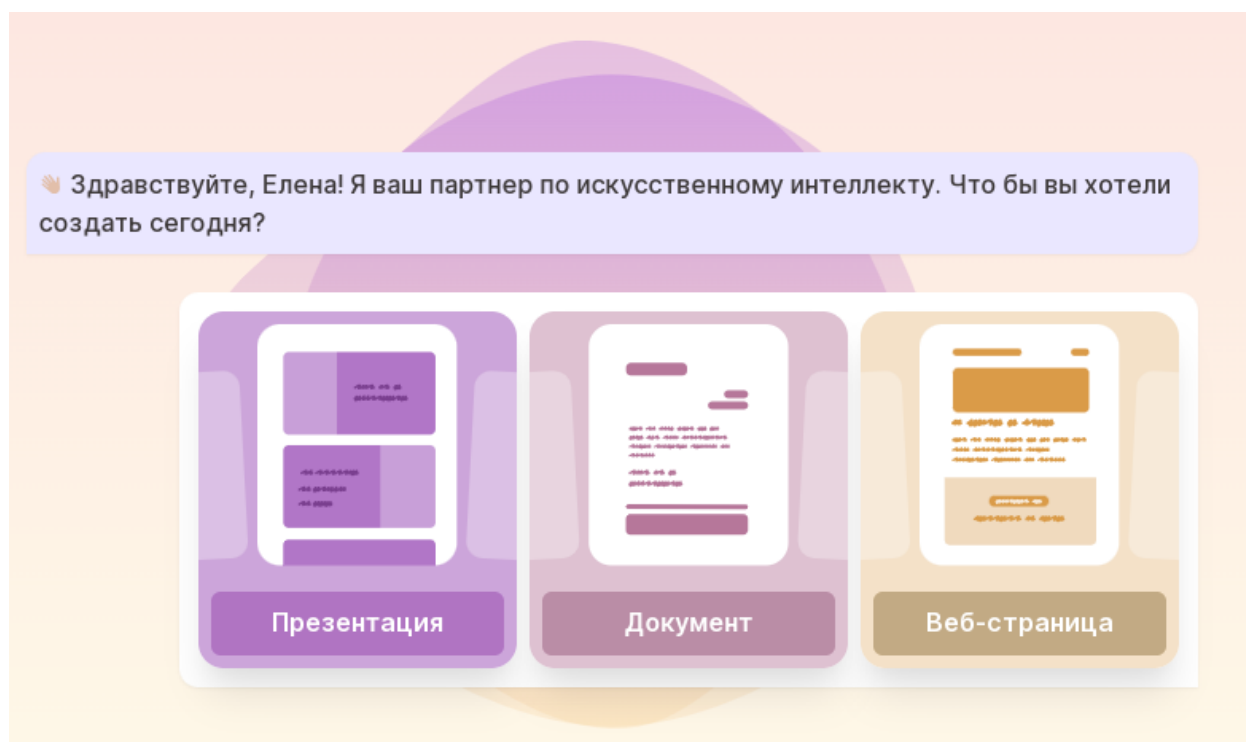 👋🏼 Здравствуйте, Елена! Я ваш партнер по искусственному интеллекту. Что бы вы хотели
создать сегодня?
Презентация
Документ
Веб-страница